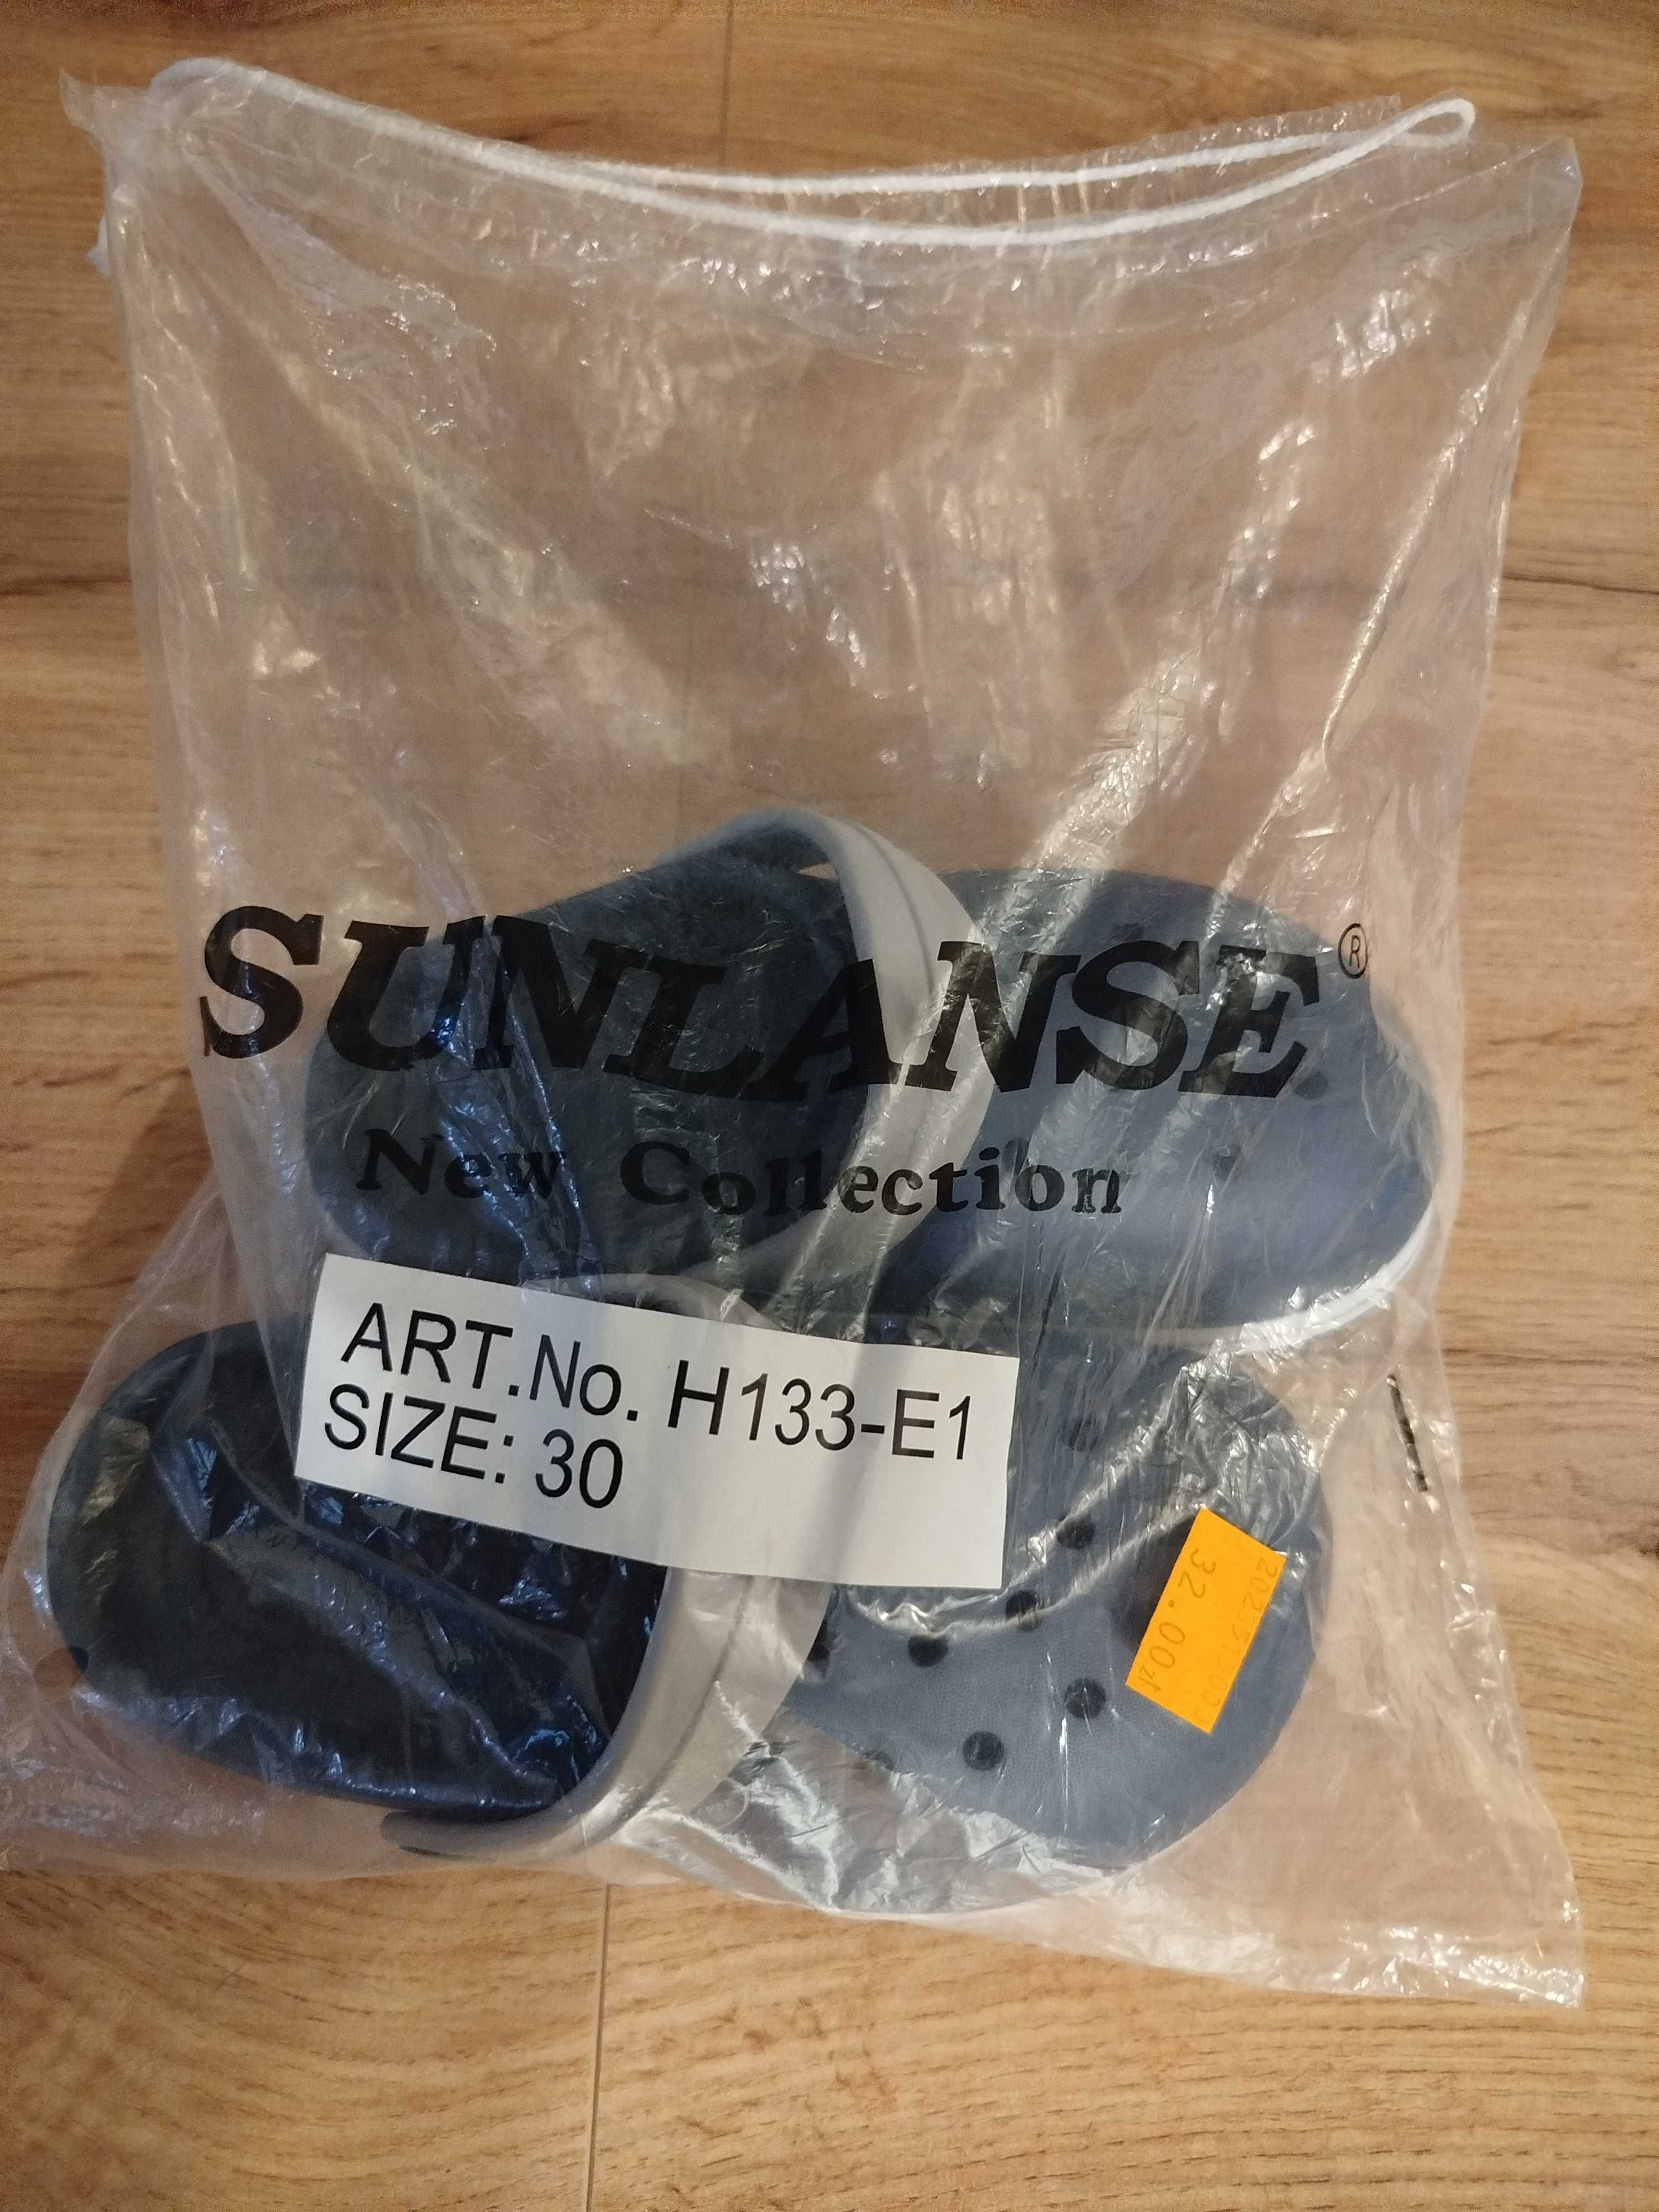 SUNLANSE®
New Collection
ART.No. H133-E1
SIZE: 30
32.00zł